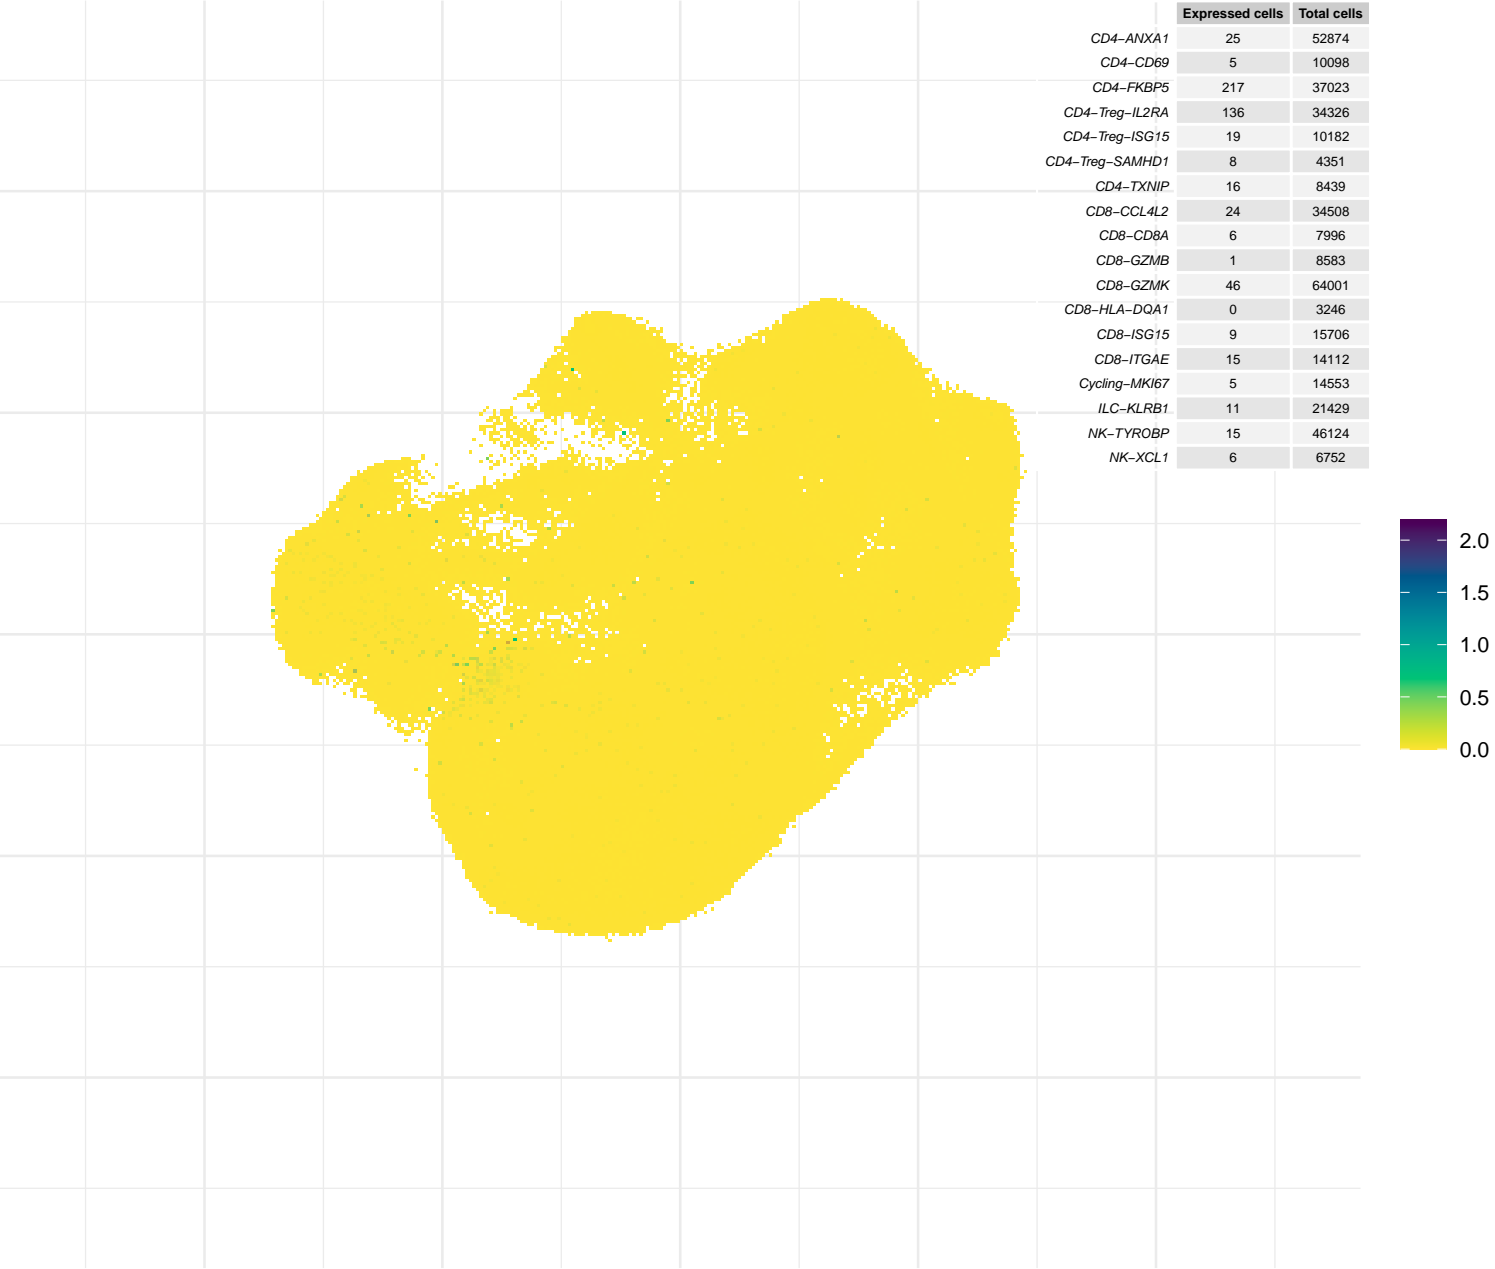 Expressed cells Total cells
CD4−ANXA1 25 52874
CD4−CD69 5 10098
CD4−FKBP5 217 37023
CD4−Treg−IL2RA 136 34326
CD4−Treg−ISG15 19 10182
CD4−Treg−SAMHD1 8 4351
CD4−TXNIP 16 8439
CD8−CCL4L2 24 34508
CD8−CD8A 6 7996
CD8−GZMB 1 8583
CD8−GZMK 46 64001
CD8−HLA−DQA1 0 3246
CD8−ISG15 9 15706
CD8−ITGAE 15 14112
Cycling−MKI67 5 14553
ILC−KLRB1 11 21429
NK−TYROBP 15 46124
NK−XCL1 6 6752
2.0
1.5
1.0
0.5
0.0